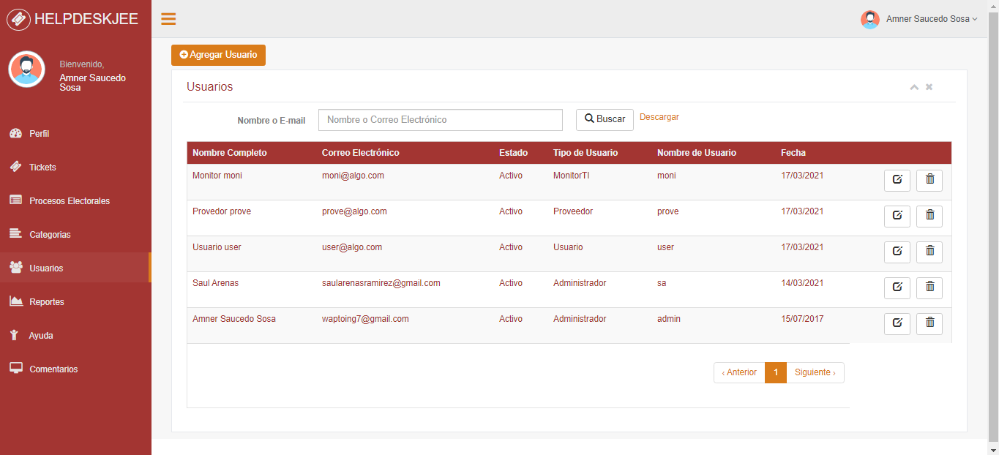 HELPDESKJEE
Amner Saucedo Sosa
Bienvenido,
Amner Saucedo
Sosa
Perfil
Tickets
Procesos Electorales
Categorias
Usuarios
Reportes
Ayuda
Comentarios
Agregar Usuario
Usuarios
Nombre o E-mail Nombre o Correo Electrónico Buscar Descargar
Nombre Completo Correo Electrónico Estado Tipo de Usuario Nombre de Usuario Fecha
Monitor moni moni@algo.com Activo MonitorTI moni 17/03/2021
Provedor prove prove@algo.com Activo Proveedor prove 17/03/2021
Usuario user user@algo.com Activo Usuario user 17/03/2021
Saul Arenas saularenasramirez@gmail.com Activo Administrador sa 14/03/2021
Amner Saucedo Sosa waptoing7@gmail.com Activo Administrador admin 15/07/2017
‹ Anterior 1 Siguiente ›